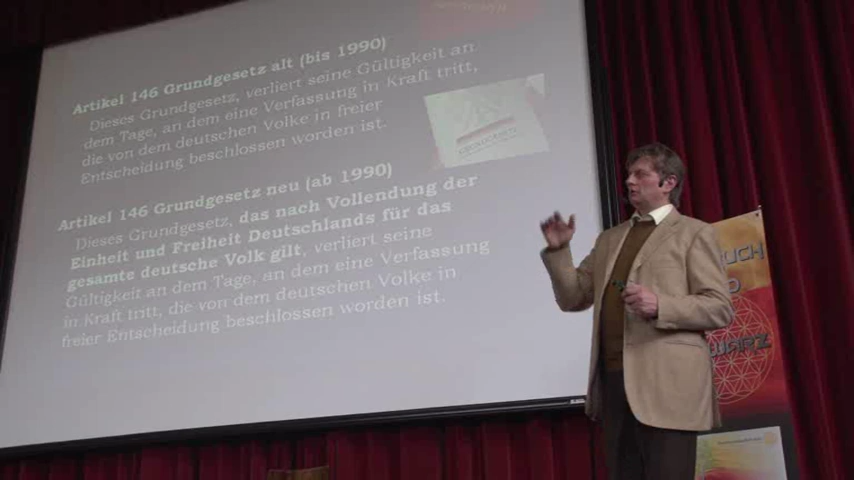 Artikel 146 Grundgesetz alt (bis 1990)
Dieses Grundgesetz, verliert seine Gültigkeit an
dem Tage, an dem eine Verfassung in Kraft tritt,
die von dem deutschen Volke in freier
Entscheidung beschlossen worden ist.
Artikel 146 Grundgesetz neu (ab 1990)
Dieses Grundgesetz, das nach Vollendung der
Einheit und Freiheit Deutschlands für das
gesamte deutsche Volk gilt, verliert seine
Gültigkeit an dem Tage, an dem eine Verfassung
in Kraft tritt, die von dem deutschen Volke in
freier Entscheidung beschlossen worden ist.